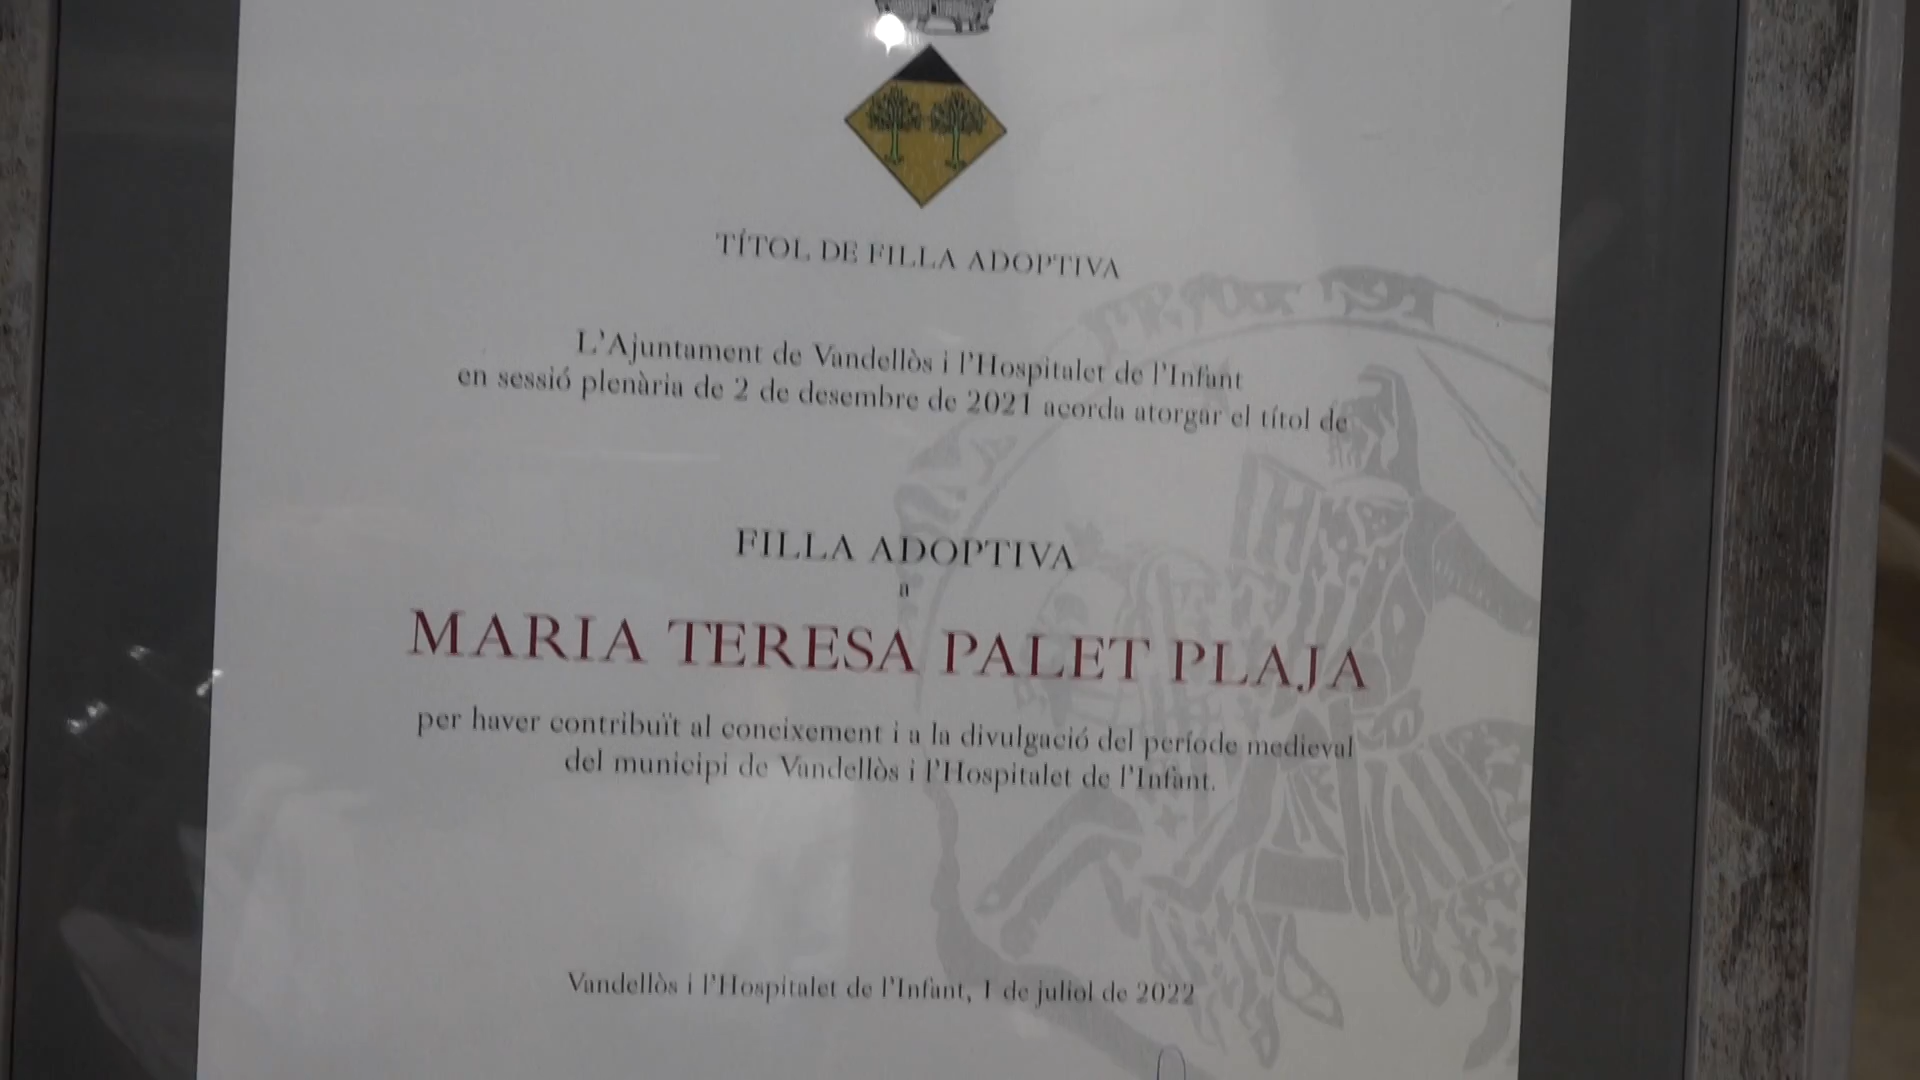 TÍTOL DE FILLA ADOPTIVA
L'Ajuntament de Vandellòs i l'Hospitalet de l'Infant
en sessió plenària de 2 de desembre de 2021 acorda atorgar el títol de
FILLA ADOPTIVA
a
MARIA TERESA PALET PLAJA
per haver contribuït al coneixement i a la divulgació del període medieval
del municipi de Vandellòs i l'Hospitalet de l'Infant.
Vandellòs i l'Hospitalet de l'Infant, 1 de juliol de 2022